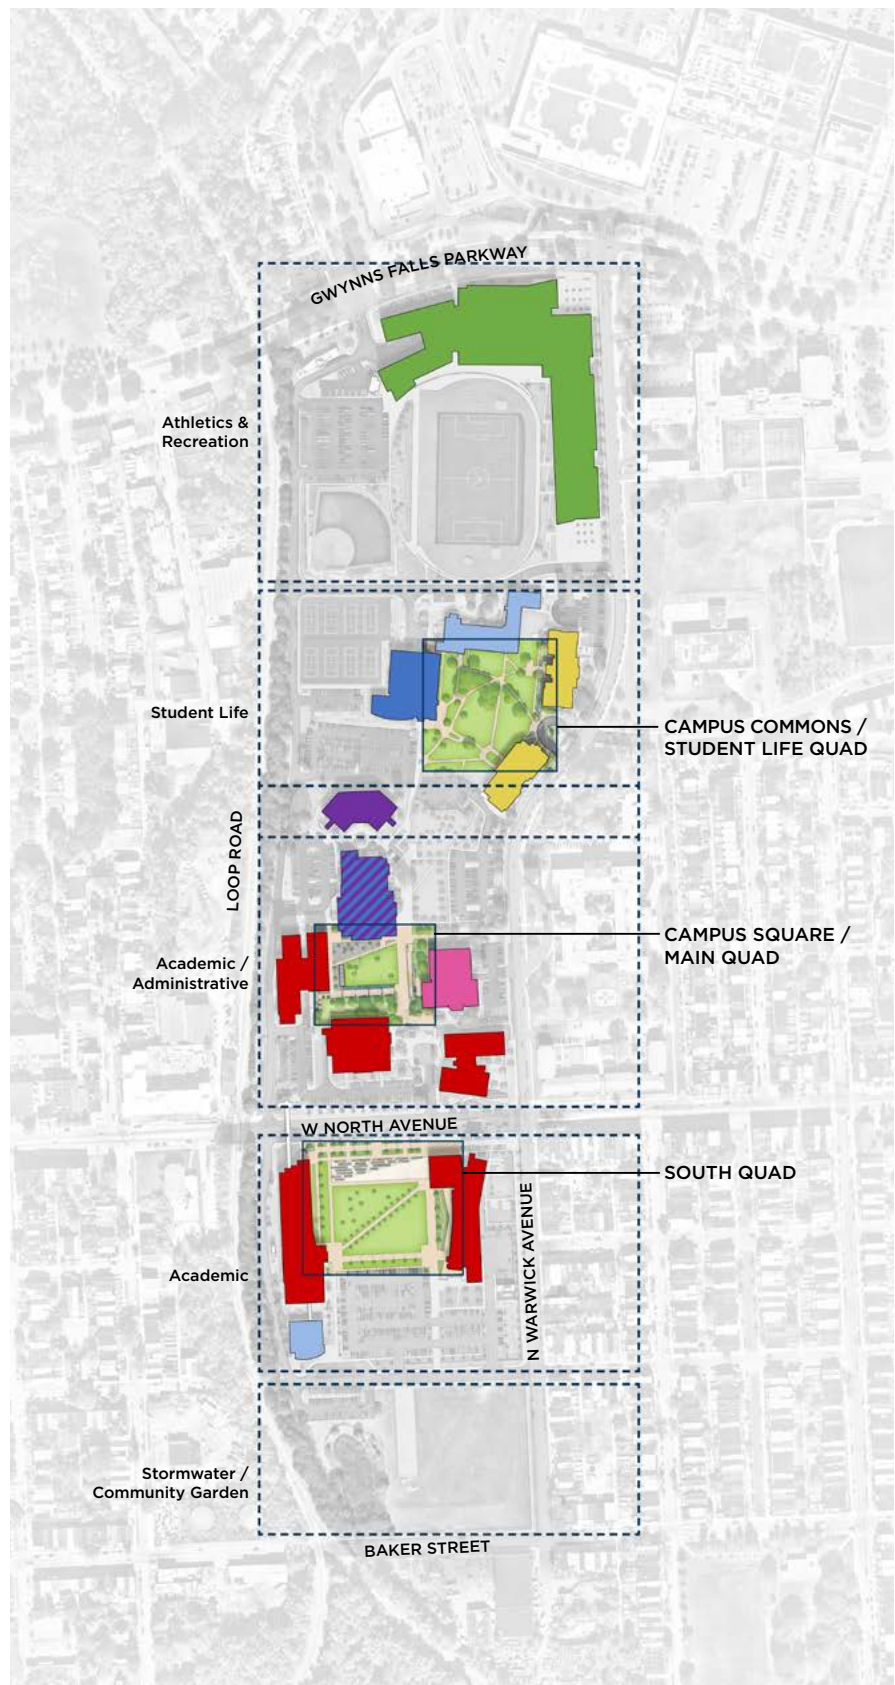 GWYNNS FALLS PARKWAY
Athletics &
Recreation
Student Life
CAMPUS COMMONS /
STUDENT LIFE QUAD
LOOP ROAD
CAMPUS SQUARE /
MAIN QUAD
Academic /
Administrative
W NORTH AVENUE
SOUTH QUAD
N WARWICK AVENUE
Academic
Stormwater /
Community Garden
BAKER STREET